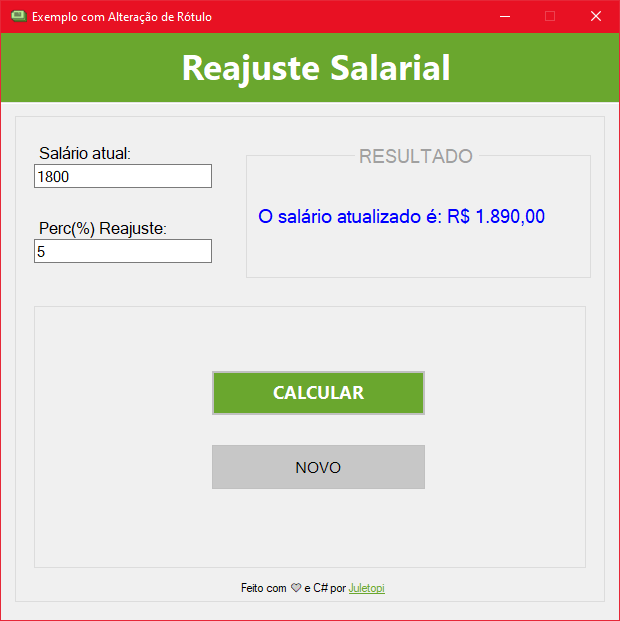 Exemplo com Alteração de Rótulo
Reajuste Salarial
Salário atual:
1800
Perc(%) Reajuste:
5
RESULTADO
O salário atualizado é: R$ 1.890,00
CALCULAR
NOVO
Feito com ♡ e C# por Juletopi